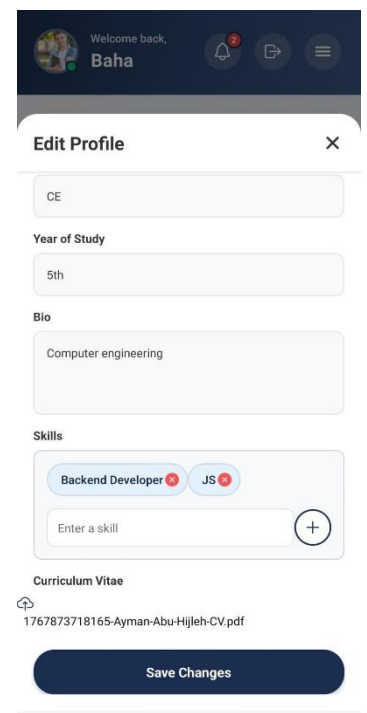 Welcome back,
Baha
2
Edit Profile
CE
Year of Study
5th
Bio
Computer engineering
Skills
Backend Developer JS
Enter a skill
Curriculum Vitae
1767873718165-Ayman-Abu-Hijleh-CV.pdf
Save Changes